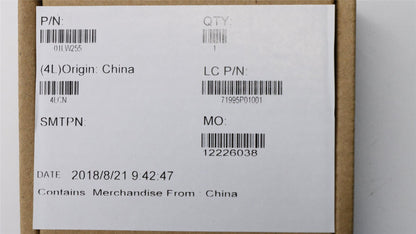 P/N: QTY:
01LW255 1
(4L)Origin: China LC P/N:
4LCN 71995P01001
SMTPN: MO:
12226038
DATE 2018/8/21 9:42:47
Contains Merchandise From : China